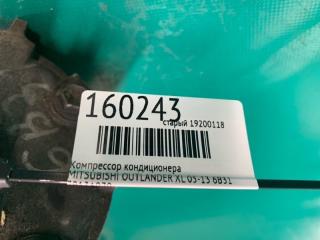 160243
старый 19200118
Компрессор кондиционера
MITSUBISHI OUTLANDER XL 05-13 6B31